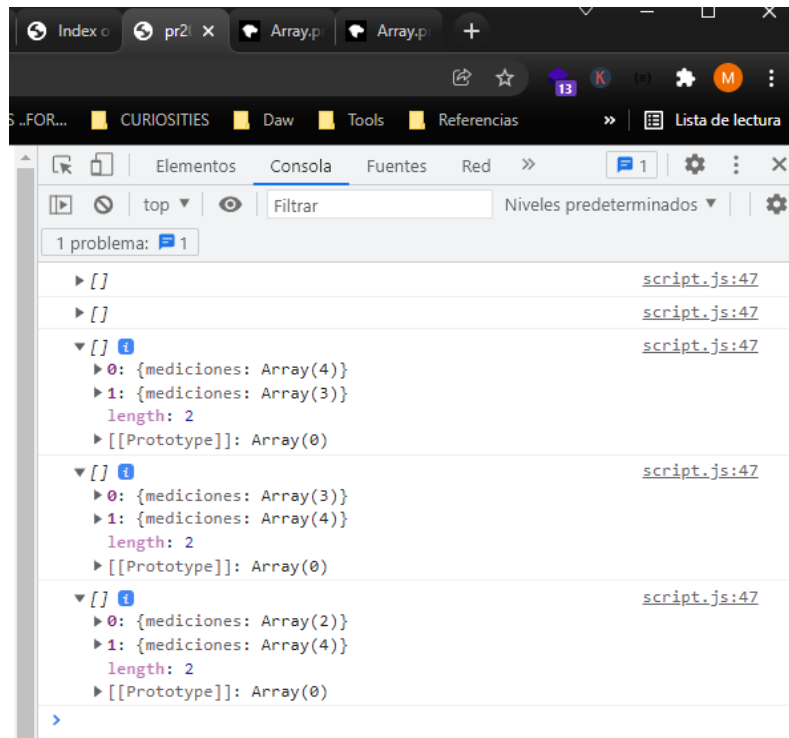 Index o pr2( Array.p Array.p
K 13 M
S ..FOR... CURIOSITIES Daw Tools Referencias » Lista de lectura
Elementos Consola Fuentes Red » 1
top ▼ Filtrar Niveles predeterminados ▼
1 problema: 1
▶ [] script.js:47
▶ [] script.js:47
▼ [] i script.js:47
▶ 0: {mediciones: Array(4)}
▶ 1: {mediciones: Array(3)}
length: 2
▶ [[Prototype]]: Array(0)
▼ [] i script.js:47
▶ 0: {mediciones: Array(3)}
▶ 1: {mediciones: Array(4)}
length: 2
▶ [[Prototype]]: Array(0)
▼ [] i script.js:47
▶ 0: {mediciones: Array(2)}
▶ 1: {mediciones: Array(4)}
length: 2
▶ [[Prototype]]: Array(0)
>